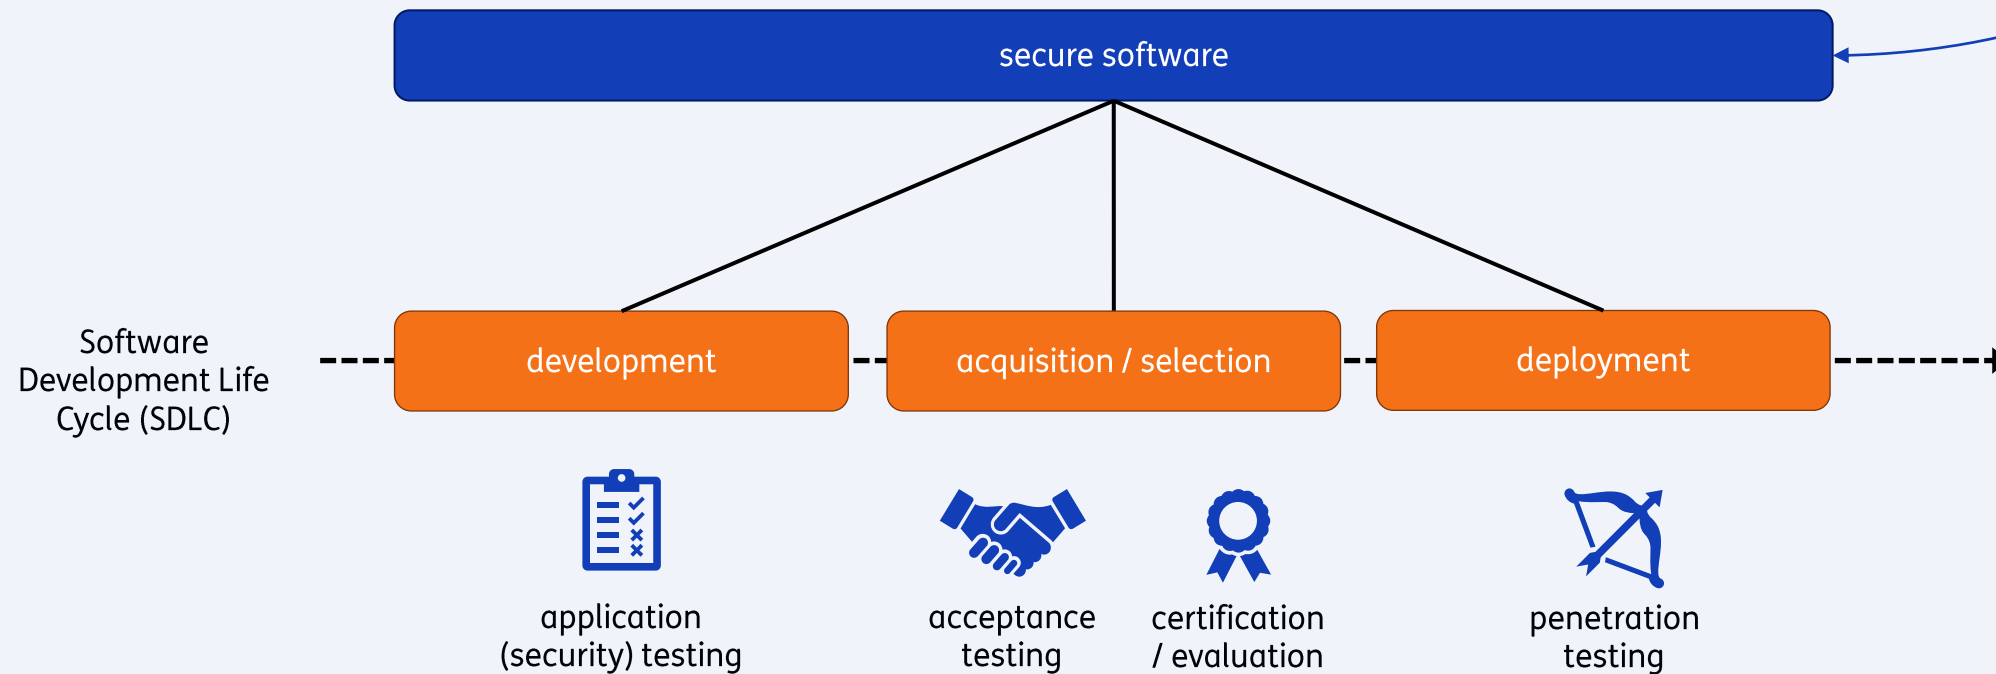 secure software
Software
Development Life
Cycle (SDLC)
development
acquisition / selection
deployment
application
(security) testing
acceptance
testing
certification
/ evaluation
penetration
testing